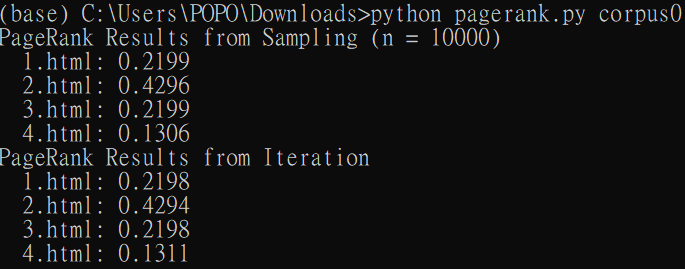 (base) C:\Users\POPO\Downloads>python pagerank.py corpus0
PageRank Results from Sampling (n = 10000)
  1.html: 0.2199
  2.html: 0.4296
  3.html: 0.2199
  4.html: 0.1306
PageRank Results from Iteration
  1.html: 0.2198
  2.html: 0.4294
  3.html: 0.2198
  4.html: 0.1311